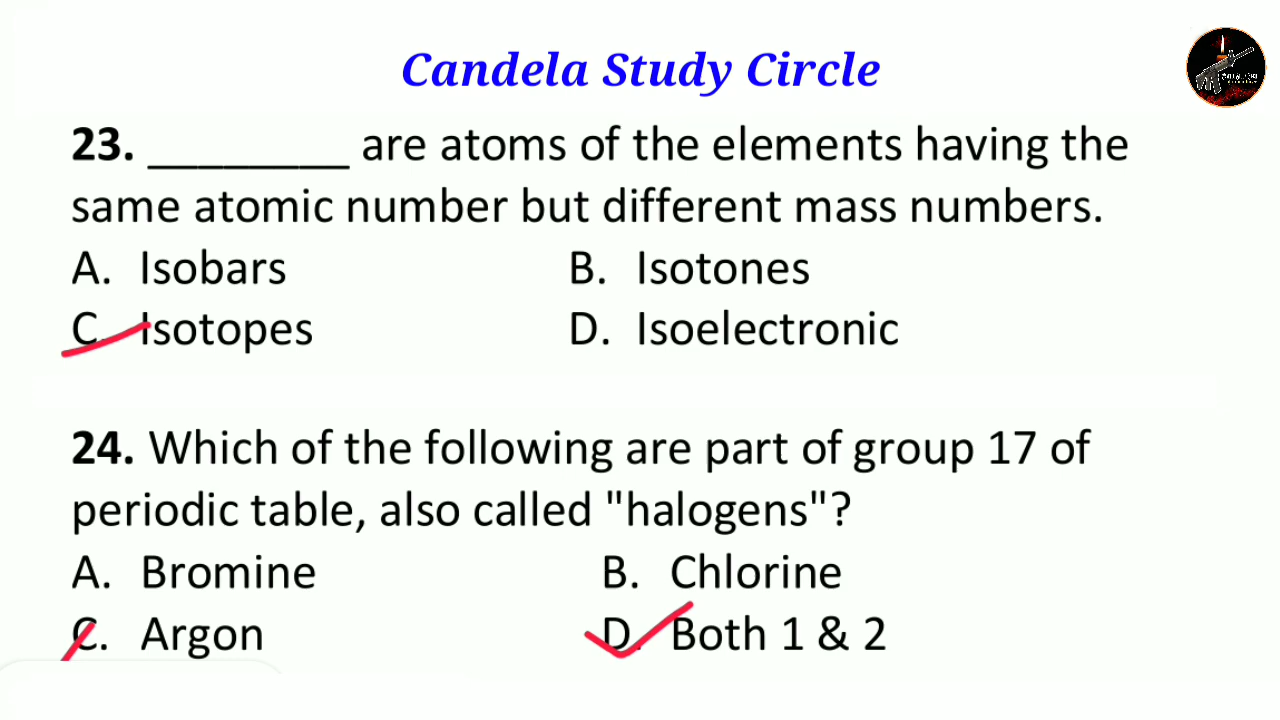 Candela Study Circle
23. ________ are atoms of the elements having the
same atomic number but different mass numbers.
A. Isobars B. Isotones
C. Isotopes D. Isoelectronic
24. Which of the following are part of group 17 of
periodic table, also called "halogens"?
A. Bromine B. Chlorine
C. Argon D. Both 1 & 2